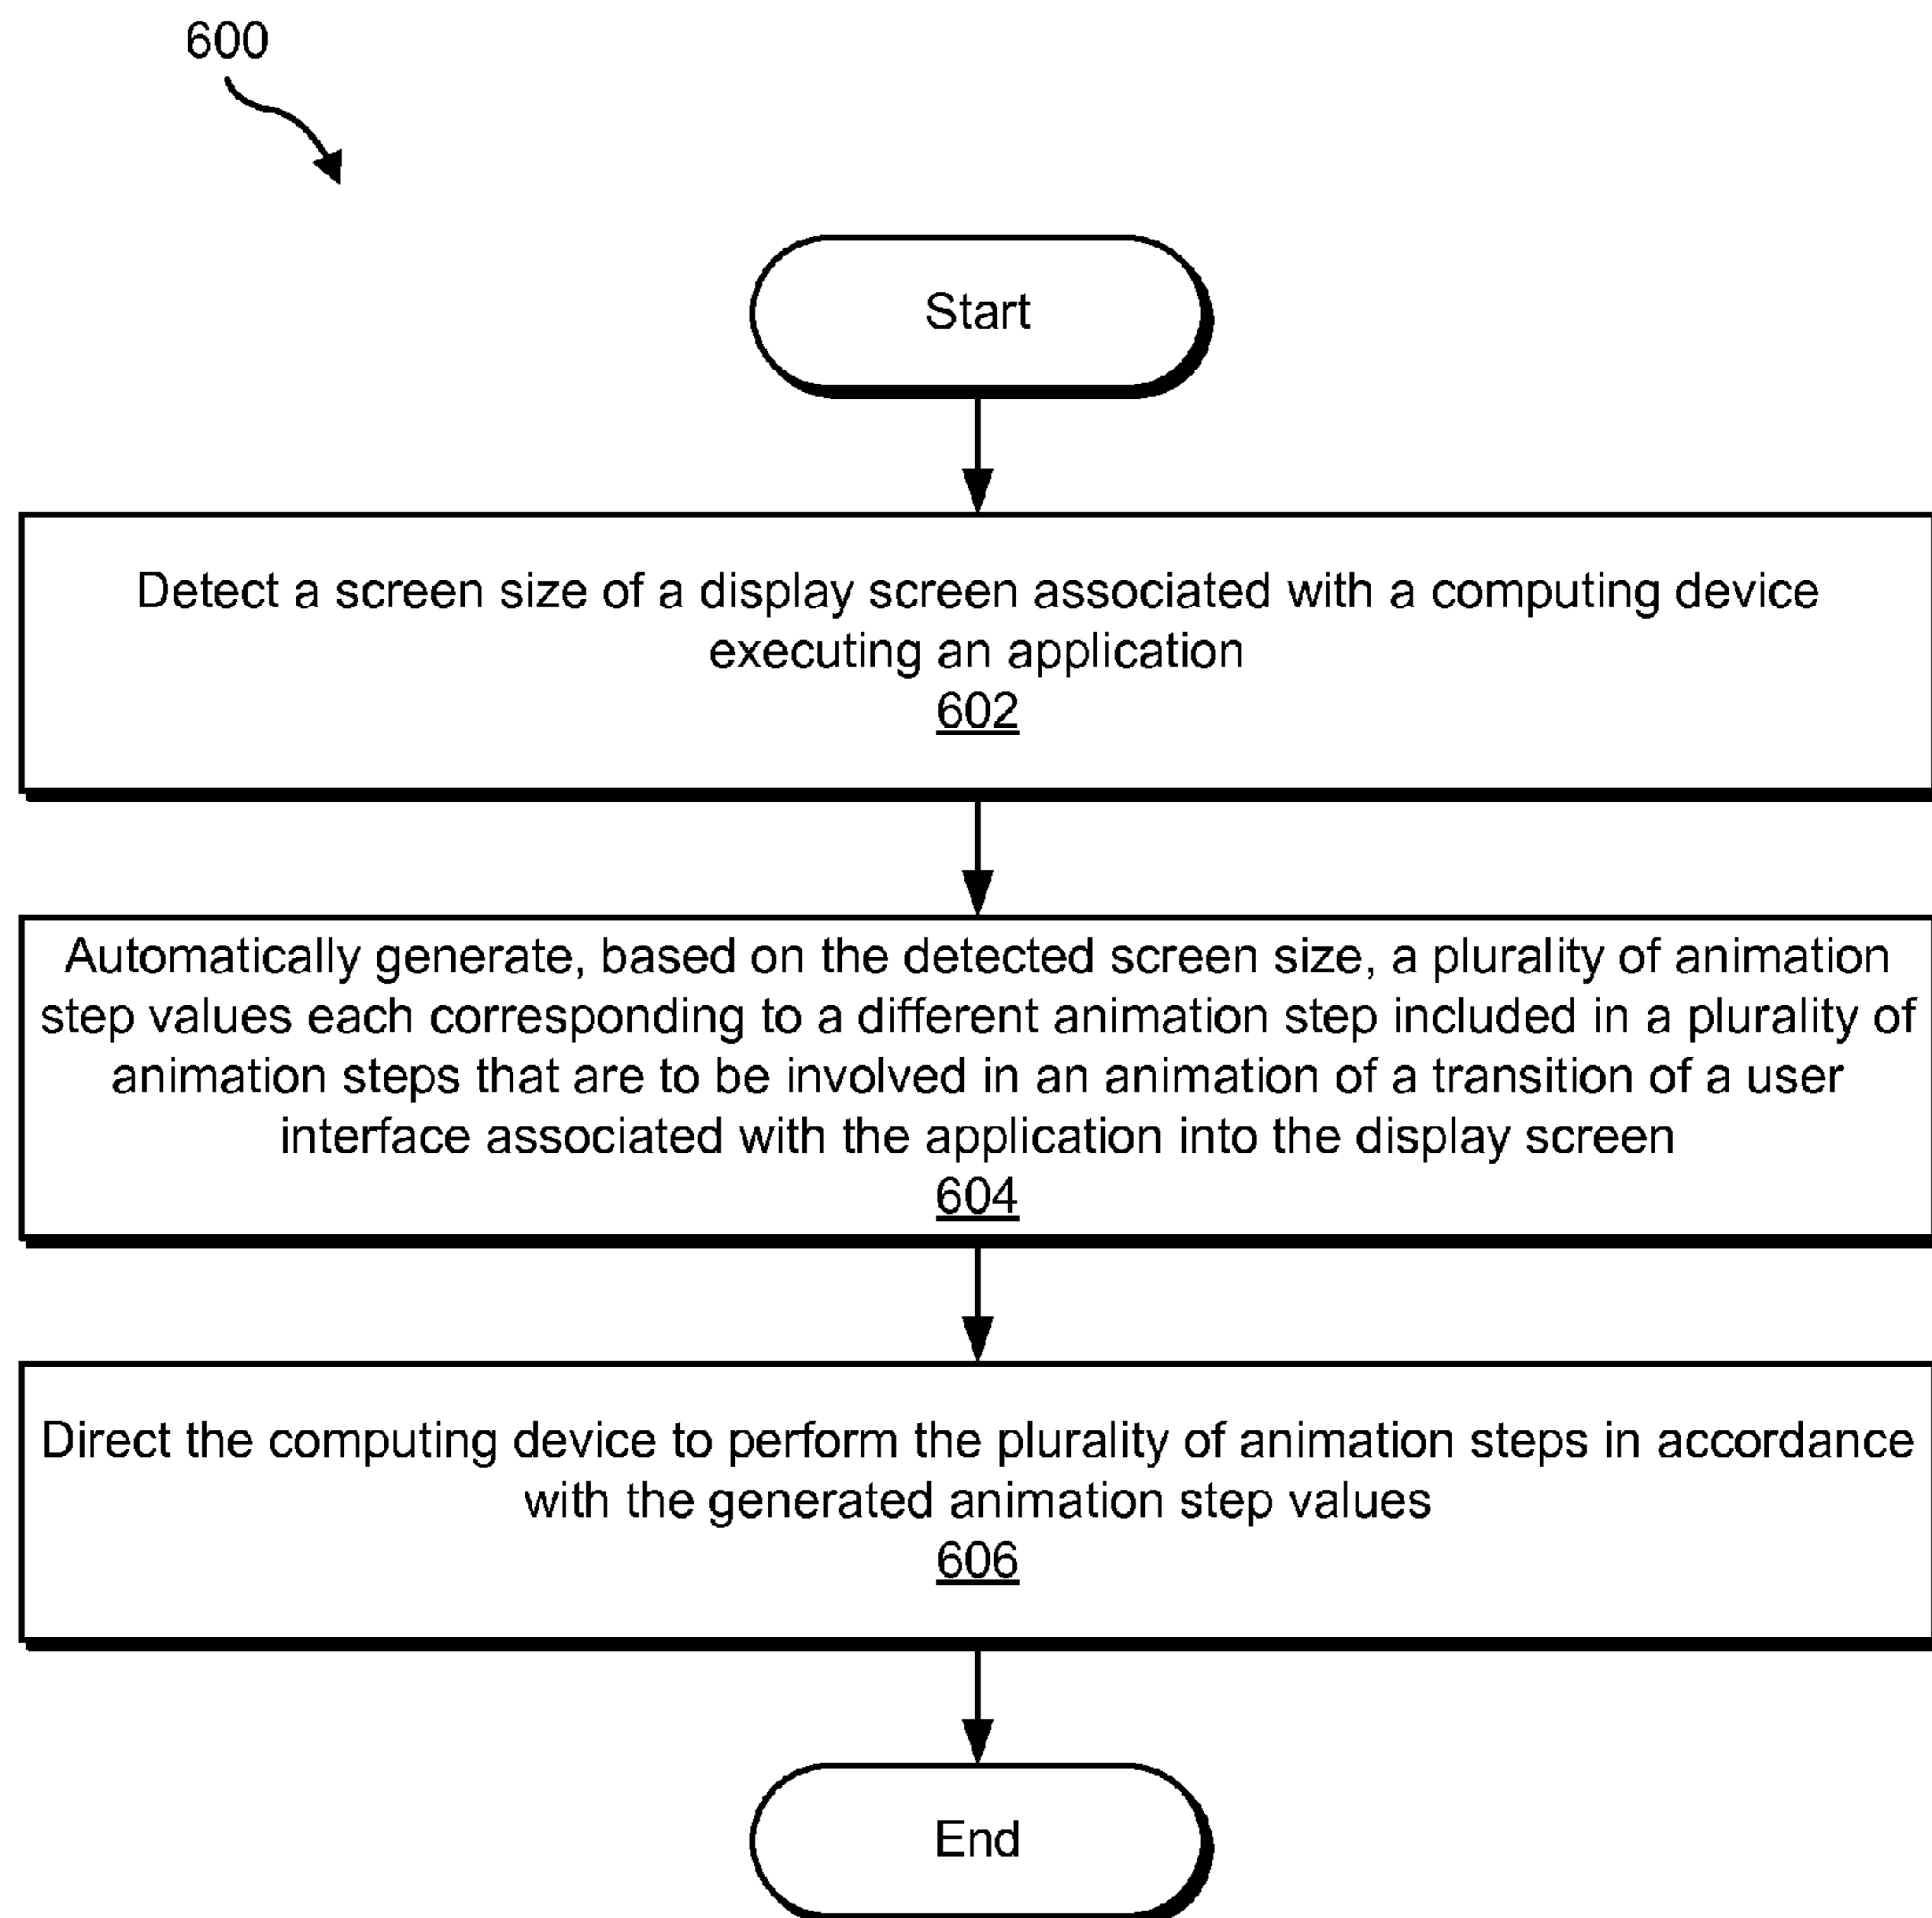 600
Start
Detect a screen size of a display screen associated with a computing device
executing an application
602
Automatically generate, based on the detected screen size, a plurality of animation
step values each corresponding to a different animation step included in a plurality of
animation steps that are to be involved in an animation of a transition of a user
interface associated with the application into the display screen
604
Direct the computing device to perform the plurality of animation steps in accordance
with the generated animation step values
606
End